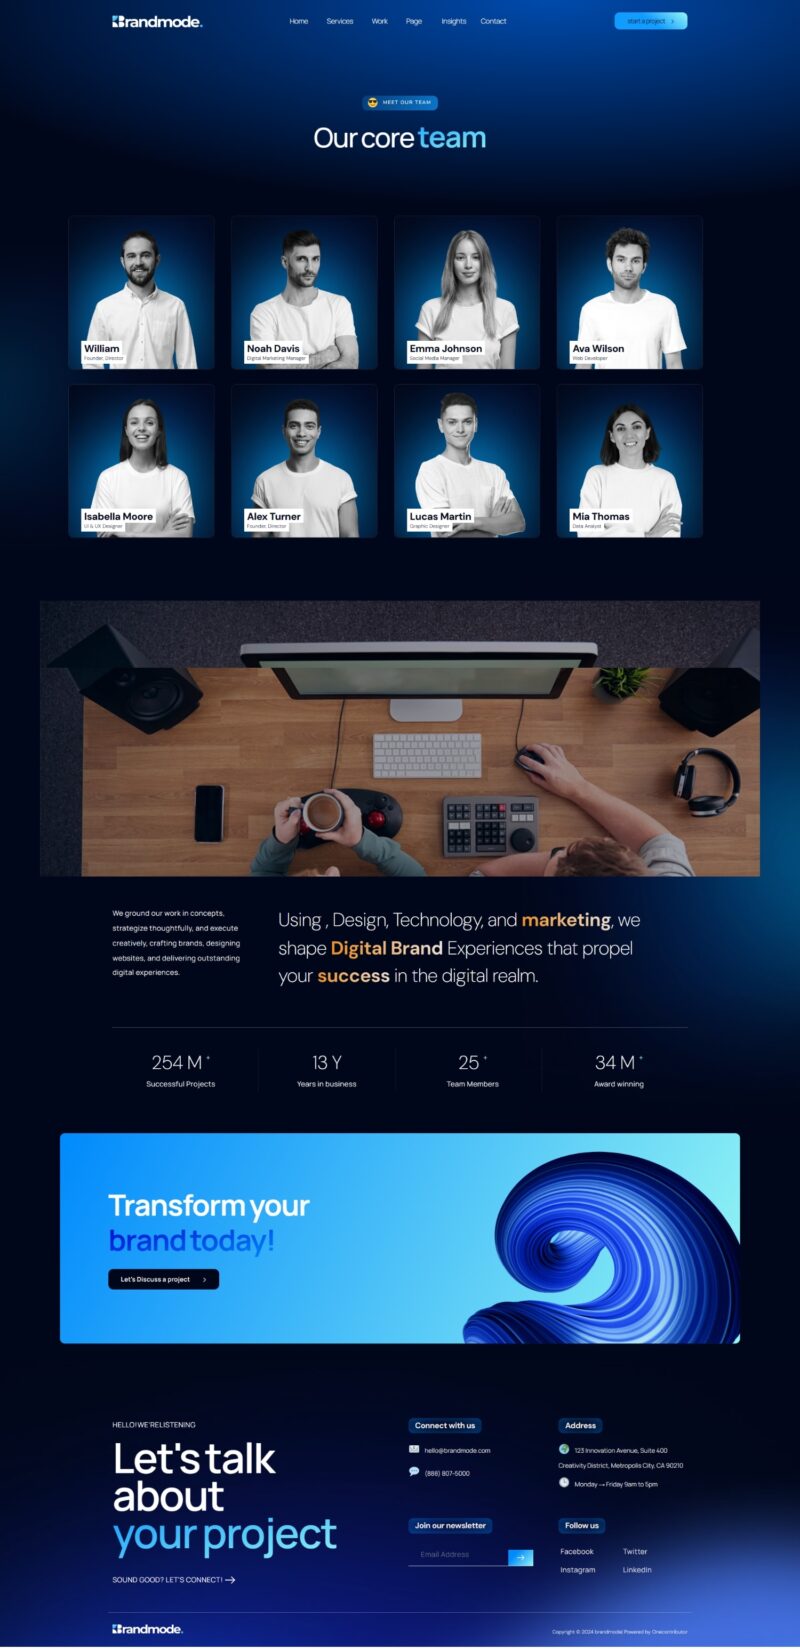 Brandmode.
Home Services Work Page Insights Contact
start a project
MEET OUR TEAM
Our core team
William
Founder, Director
Noah Davis
Digital Marketing Manager
Emma Johnson
Social Media Manager
Ava Wilson
Web Developer
Isabella Moore
UI & UX Designer
Alex Turner
Founder, Director
Lucas Martin
Graphic Designer
Mia Thomas
Data Analyst
We ground our work in concepts,
strategize thoughtfully, and execute
creatively, crafting brands, designing
websites, and delivering outstanding
digital experiences.
Using , Design, Technology, and marketing, we
shape Digital Brand Experiences that propel
your success in the digital realm.
254 M +
Successful Projects
13 Y
Years in business
25 +
Team Members
34 M +
Award winning
Transform your
brand today!
Let's Discuss a project
HELLO! WE'RE LISTENING
Let's talk
about
your project
SOUND GOOD? LET'S CONNECT!
Connect with us
hello@brandmode.com
(888) 807-5000
Address
123 Innovation Avenue, Suite 400
Creativity District, Metropolis City, CA 90210
Monday --> Friday 9am to 5pm
Join our newsletter
Email Address
Follow us
Facebook Twitter
Instagram LinkedIn
Brandmode.
Copyright © 2024 brandmode| Powered by Onecontributor